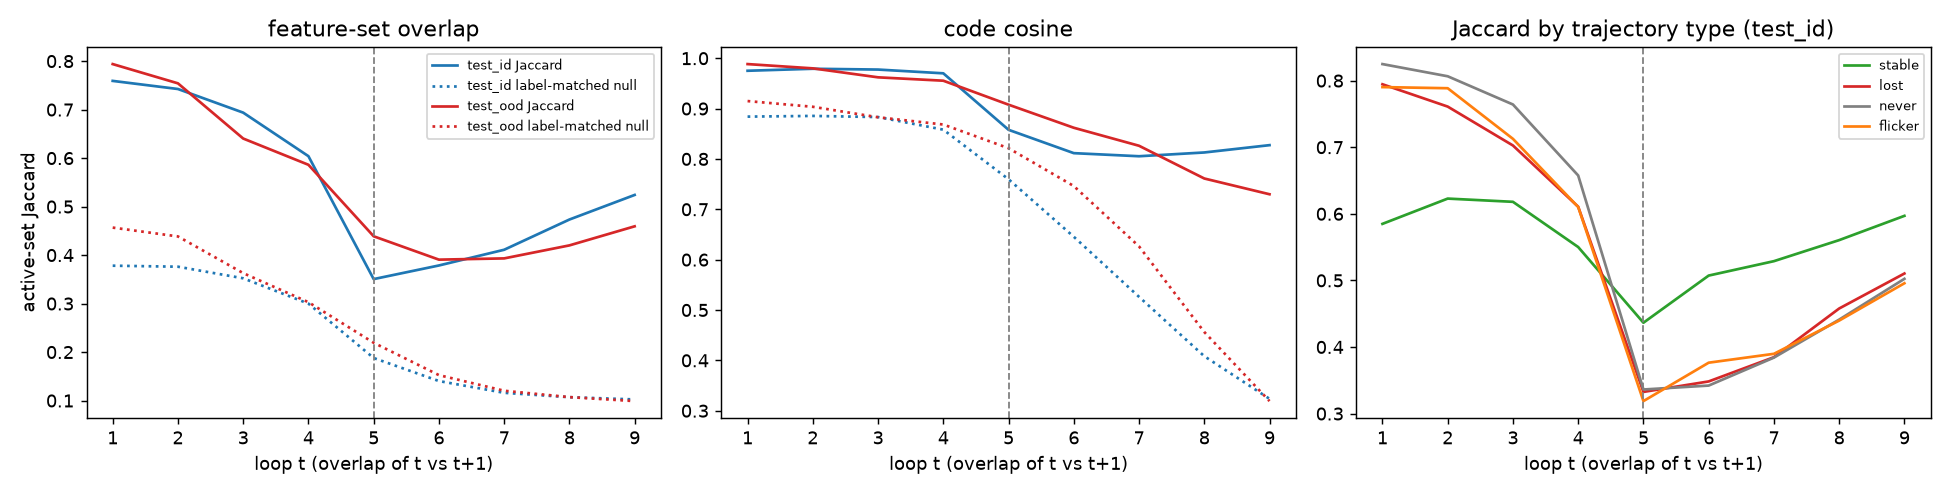 feature-set overlap
active-set Jaccard
0.8
0.7
0.6
0.5
0.4
0.3
0.2
0.1
test_id Jaccard
test_id label-matched null
test_ood Jaccard
test_ood label-matched null
1 2 3 4 5 6 7 8 9
loop t (overlap of t vs t+1)
code cosine
1.0
0.9
0.8
0.7
0.6
0.5
0.4
0.3
1 2 3 4 5 6 7 8 9
loop t (overlap of t vs t+1)
Jaccard by trajectory type (test_id)
0.8
0.7
0.6
0.5
0.4
0.3
stable
lost
never
flicker
1 2 3 4 5 6 7 8 9
loop t (overlap of t vs t+1)